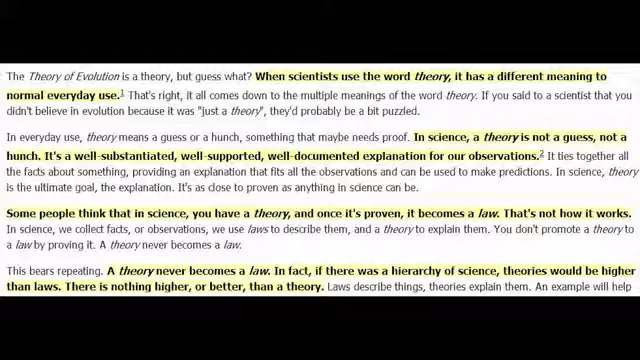 The Theory of Evolution is a theory, but guess what? When scientists use the word theory, it has a different meaning to
normal everyday use.1 That's right, it all comes down to the multiple meanings of the word theory. If you said to a scientist that you
didn't believe in evolution because it was "just a theory", they'd probably be a bit puzzled.
In everyday use, theory means a guess or a hunch, something that maybe needs proof. In science, a theory is not a guess, not a
hunch. It's a well-substantiated, well-supported, well-documented explanation for our observations.2 It ties together all
the facts about something, providing an explanation that fits all the observations and can be used to make predictions. In science, theory
is the ultimate goal, the explanation. It's as close to proven as anything in science can be.
Some people think that in science, you have a theory, and once it's proven, it becomes a law. That's not how it works.
In science, we collect facts, or observations, we use laws to describe them, and a theory to explain them. You don't promote a theory to
a law by proving it. A theory never becomes a law.
This bears repeating. A theory never becomes a law. In fact, if there was a hierarchy of science, theories would be higher
than laws. There is nothing higher, or better, than a theory. Laws describe things, theories explain them. An example will help